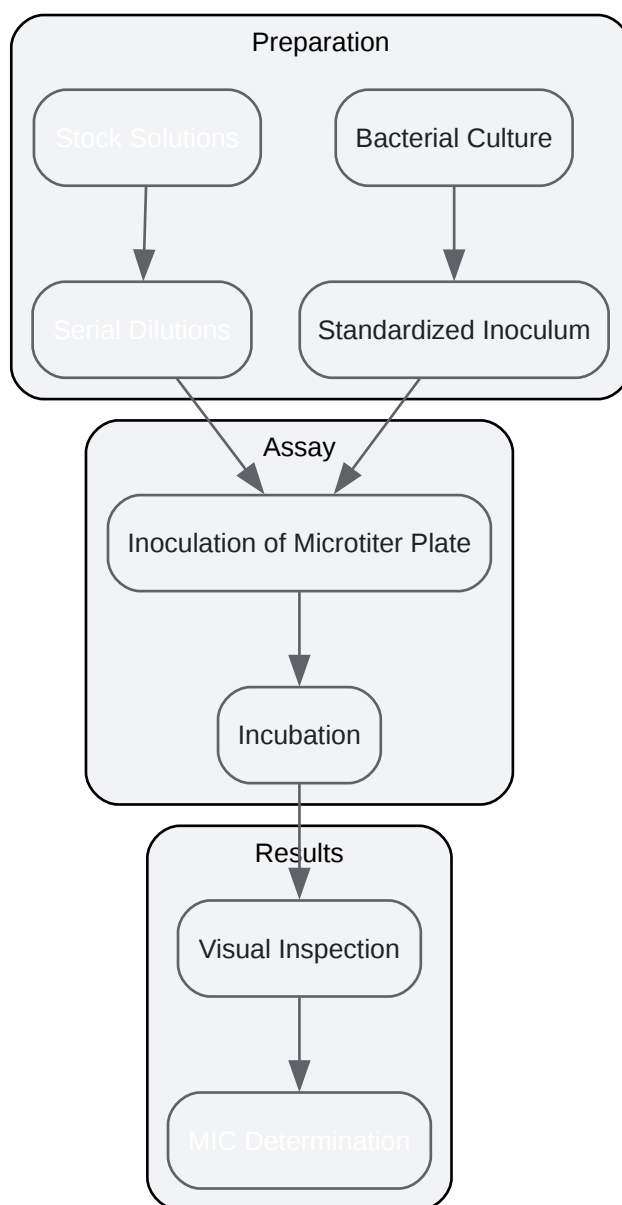 Preparation
Stock Solutions
Bacterial Culture
Serial Dilutions
Standardized Inoculum
Assay
Inoculation of Microtiter Plate
Incubation
Results
Visual Inspection
MIC Determination